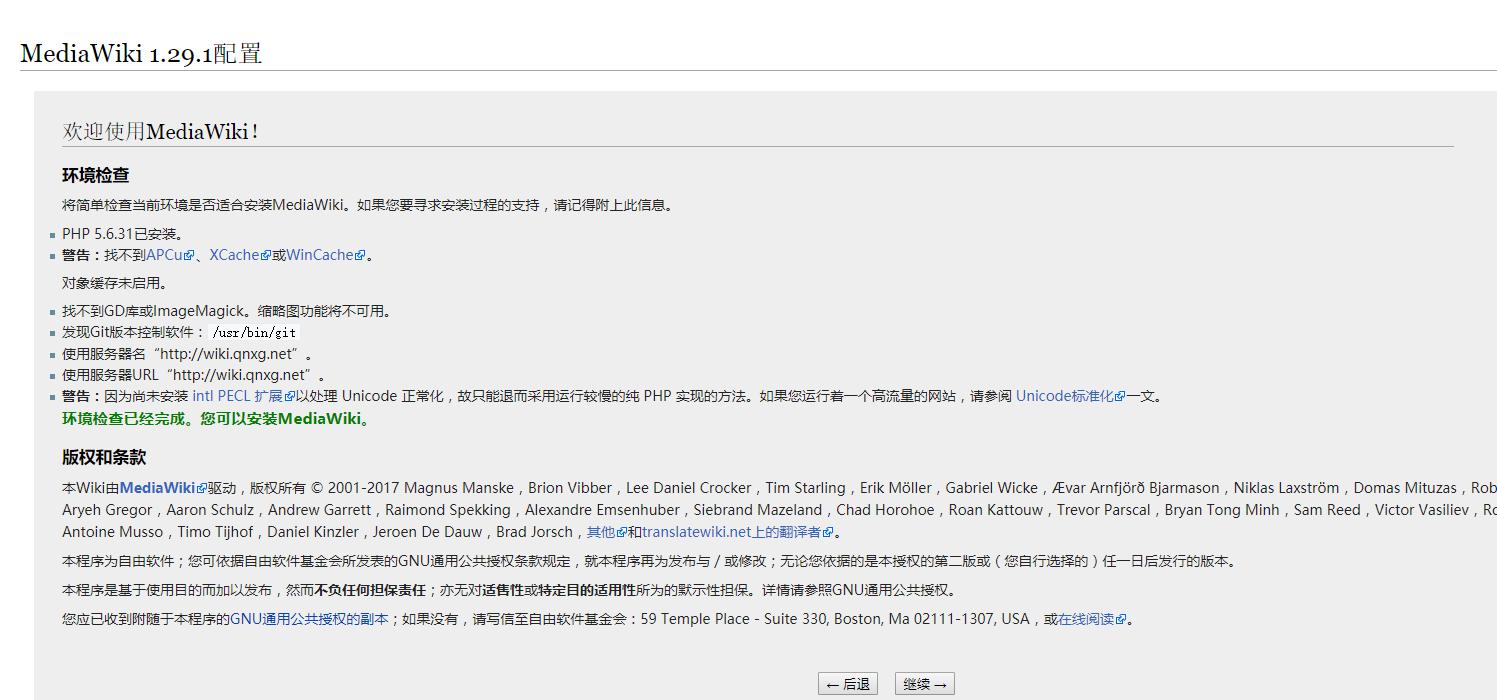 MediaWiki 1.29.1配置
欢迎使用MediaWiki！
环境检查
将简单检查当前环境是否适合安装MediaWiki。如果您要寻求安装过程的支持，请记得附上此信息。
PHP 5.6.31已安装。
警告：找不到APCu、XCache或WinCache。
对象缓存未启用。
找不到GD库或ImageMagick。缩略图功能将不可用。
发现Git版本控制软件：/usr/bin/git
使用服务器名“http://wiki.qnxg.net”。
使用服务器URL“http://wiki.qnxg.net”。
警告：因为尚未安装 intl PECL 扩展以处理 Unicode 正常化，故只能退而采用运行较慢的纯 PHP 实现的方法。如果您运行着一个高流量的网站，请参阅 Unicode标准化一文。
环境检查已经完成。您可以安装MediaWiki。
版权和条款
本Wiki由MediaWiki驱动，版权所有 © 2001-2017 Magnus Manske，Brion Vibber，Lee Daniel Crocker，Tim Starling，Erik Möller，Gabriel Wicke，Ævar Arnfjörð Bjarmason，Niklas Laxström，Domas Mituzas，Rob
Aryeh Gregor，Aaron Schulz，Andrew Garrett，Raimond Spekking，Alexandre Emsenhuber，Siebrand Mazeland，Chad Horohoe，Roan Kattouw，Trevor Parscal，Bryan Tong Minh，Sam Reed，Victor Vasiliev，Ro
Antoine Musso，Timo Tijhof，Daniel Kinzler，Jeroen De Dauw，Brad Jorsch，其他和translatewiki.net上的翻译者。
本程序为自由软件；您可依据自由软件基金会所发表的GNU通用公共授权条款规定，就本程序再为发布与／或修改；无论您依据的是本授权的第二版或（您自行选择的）任一日后发行的版本。
本程序是基于使用目的而加以发布，然而不负任何担保责任；亦无对适售性或特定目的适用性所为的默示性担保。详情请参照GNU通用公共授权。
您应已收到附随于本程序的GNU通用公共授权的副本；如果没有，请写信至自由软件基金会：59 Temple Place - Suite 330, Boston, Ma 02111-1307, USA，或在线阅读。
← 后退 继续 →